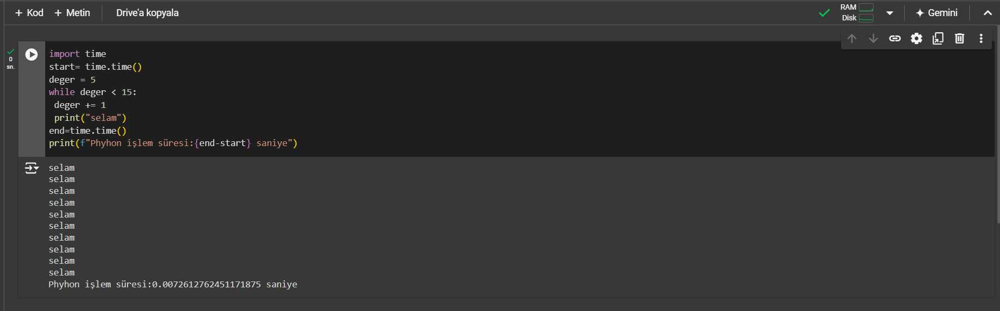 + Kod + Metin Drive'a kopyala RAM Disk Gemini
0
sn.
import time
start= time.time()
deger = 5
while deger < 15:
 deger += 1
 print("selam")
end=time.time()
print(f"Phyhon işlem süresi:{end-start} saniye")
selam
selam
selam
selam
selam
selam
selam
selam
selam
selam
Phyhon işlem süresi:0.0072612762451171875 saniye